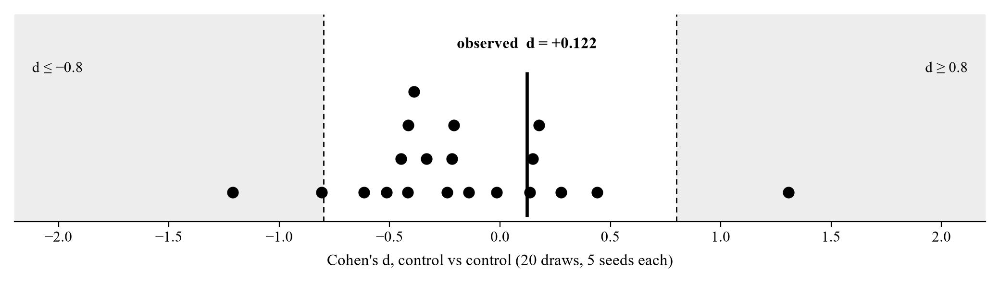 observed d = +0.122
d ≤ −0.8
d ≥ 0.8
−2.0 −1.5 −1.0 −0.5 0.0 0.5 1.0 1.5 2.0
Cohen's d, control vs control (20 draws, 5 seeds each)